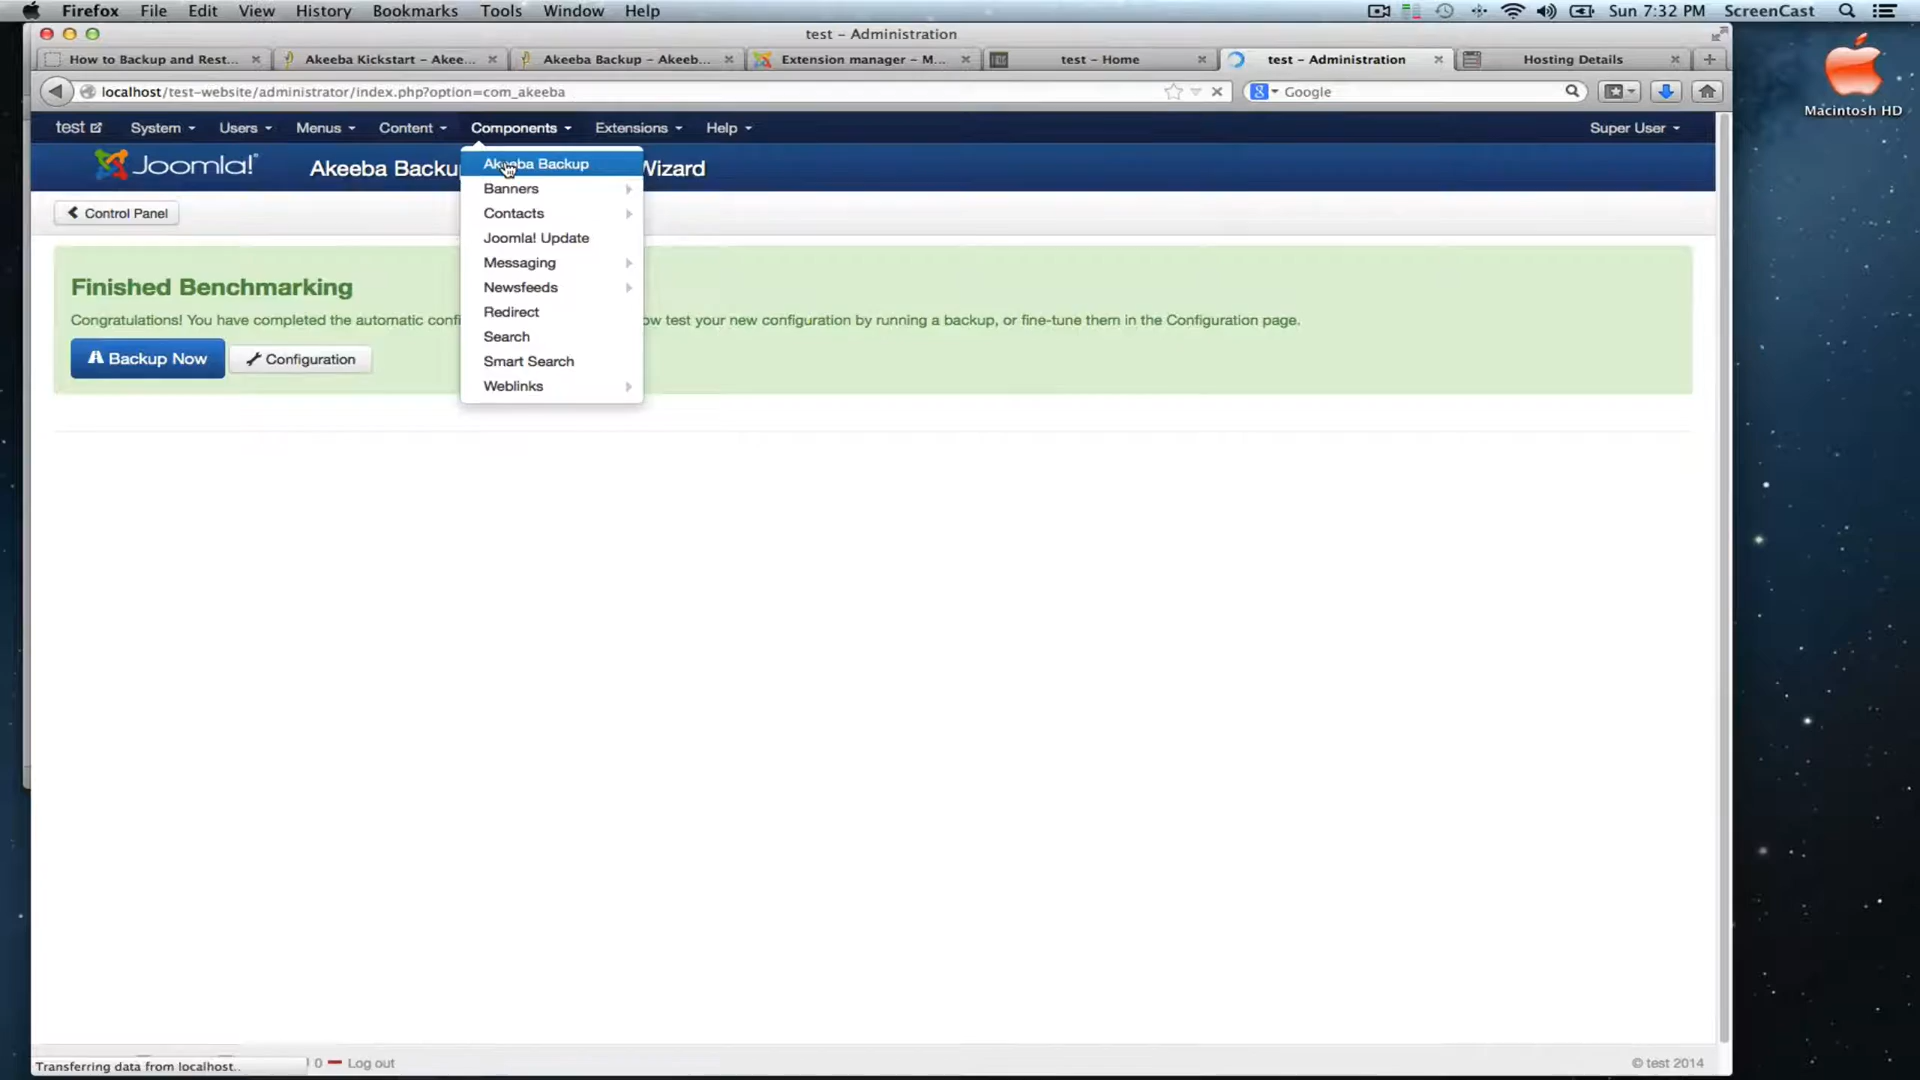 Firefox File Edit View History Bookmarks Tools Window Help Sun 7:32 PM ScreenCast
test – Administration
How to Backup and Rest... Akeeba Kickstart – Akee... Akeeba Backup – Akeeb... Extension manager – M... test – Home test – Administration Hosting Details
localhost/test-website/administrator/index.php?option=com_akeeba Google
Macintosh HD
test System Users Menus Content Components Extensions Help Super User
Joomla! Akeeba Backu Wizard
Akeeba Backup
Banners
Contacts
Joomla! Update
Messaging
Newsfeeds
Redirect
Search
Smart Search
Weblinks
Control Panel
Finished Benchmarking
Congratulations! You have completed the automatic confi ow test your new configuration by running a backup, or fine-tune them in the Configuration page.
Backup Now Configuration
Transferring data from localhost.. 0 Log out © test 2014